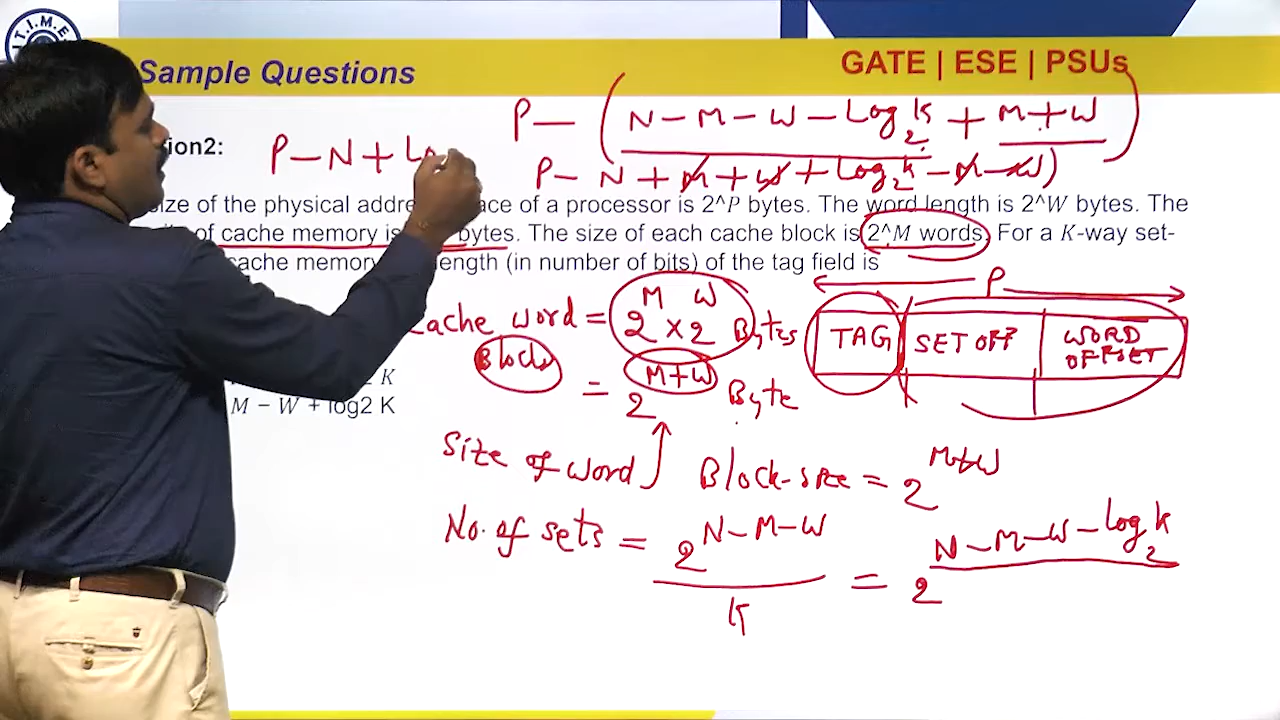 T.I.M.E.
Sample Questions
GATE | ESE | PSUs
P - (N - M - W - Log2 K + M + W)
ion2:
P - N + Lo
P - N + M + W + Log2 K - M - W)
size of the physical addre ace of a processor is 2^P bytes. The word length is 2^W bytes. The
of cache memory is bytes. The size of each cache block is 2^M words. For a K-way set-
cache memory length (in number of bits) of the tag field is
P
Cache word = 2^M × 2^W Bytes
Block
TAG SET OFF WORD OFFSET
= 2^M+W Byte
K
M − W + log2 K
Size of word
Block size = 2^M+W
No. of sets = 2^N-M-W / K = 2^N-M-W-log2 K